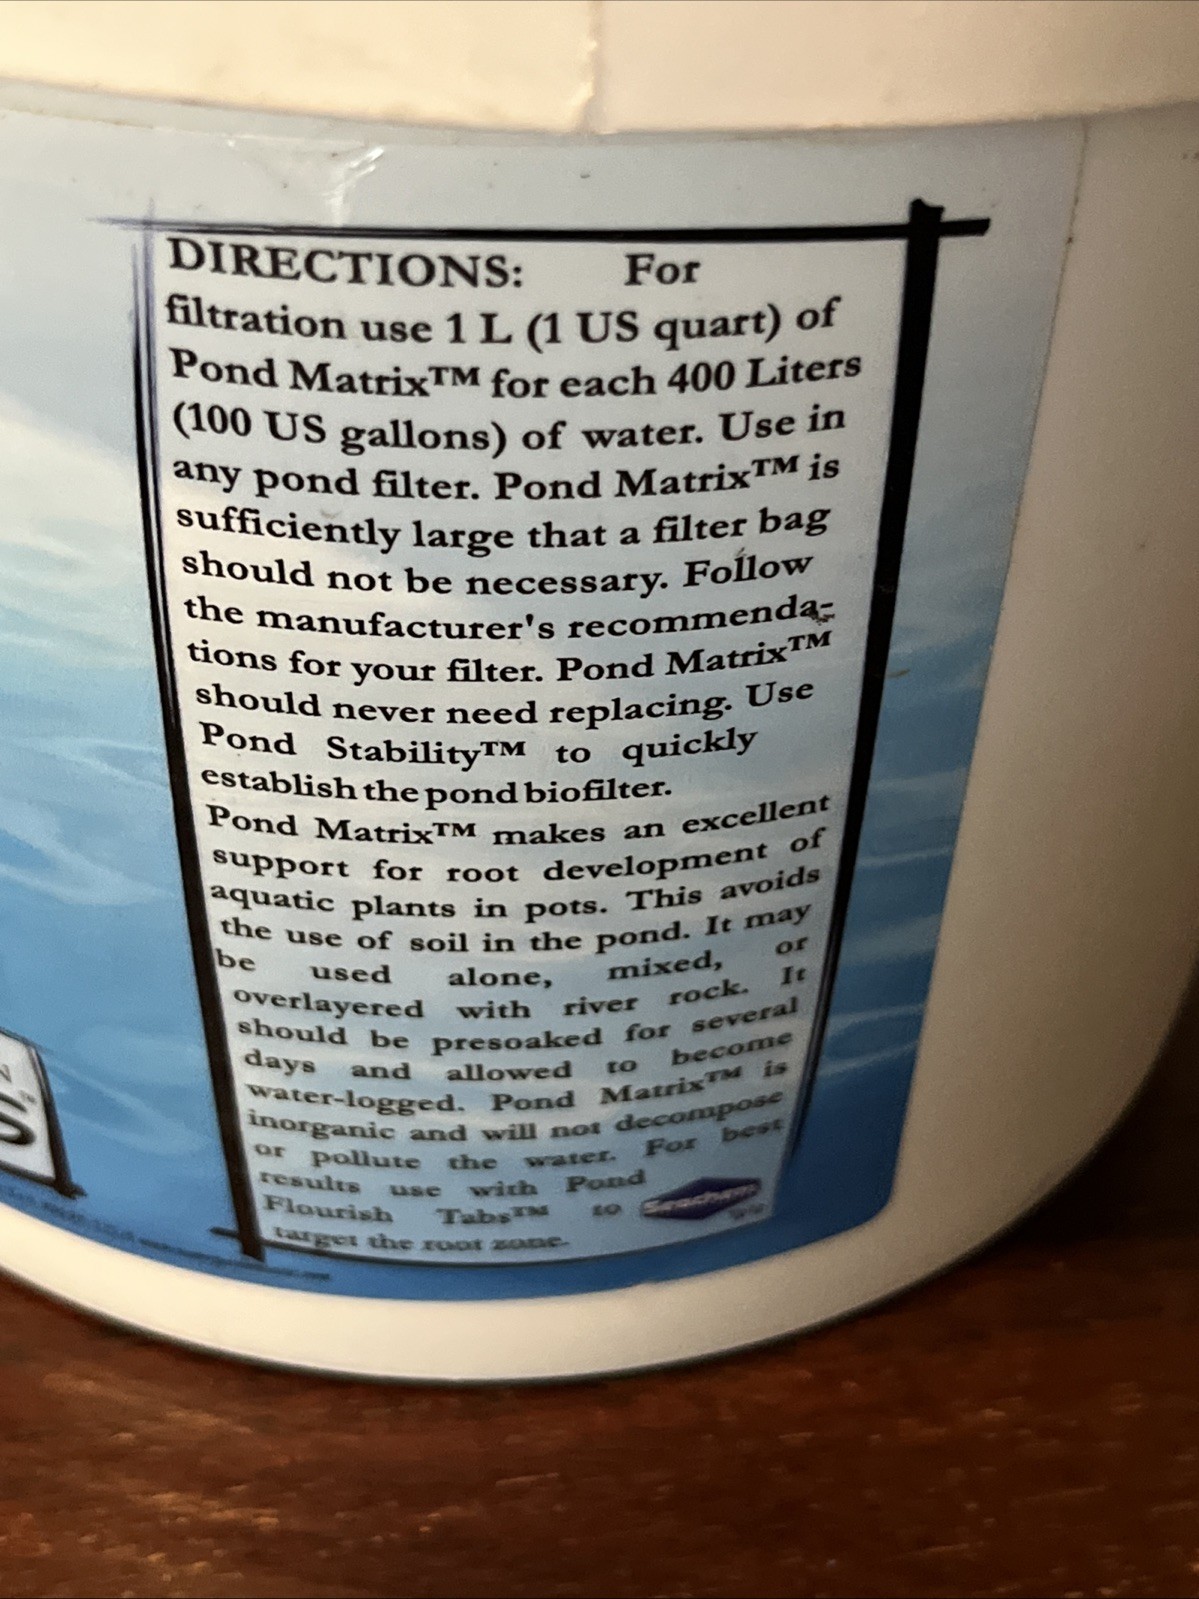 DIRECTIONS: For
filtration use 1 L (1 US quart) of
Pond Matrix™ for each 400 Liters
(100 US gallons) of water. Use in
any pond filter. Pond Matrix™ is
sufficiently large that a filter bag
should not be necessary. Follow
the manufacturer's recommenda-
tions for your filter. Pond Matrix™
should never need replacing. Use
Pond Stability™ to quickly
establish the pond biofilter.
Pond Matrix™ makes an excellent
support for root development of
aquatic plants in pots. This avoids
the use of soil in the pond. It may
be used alone, mixed, or
overlayered with river rock. It
should be presoaked for several
days and allowed to become
water-logged. Pond Matrix™ is
inorganic and will not decompose
or pollute the water. For best
results use with Pond
Flourish Tabs™ to
target the root zone.
Seachem
N
S™